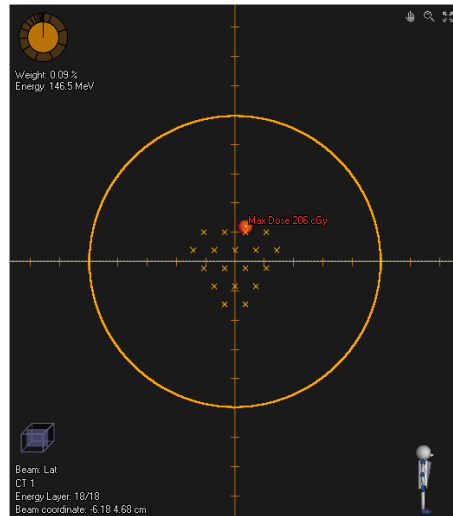 Weight: 0.09 %
Energy: 146.5 MeV
Max Dose 206 cGy
Beam: Lat
CT 1
Energy Layer: 18/18
Beam coordinate: -6.18 4.68 cm